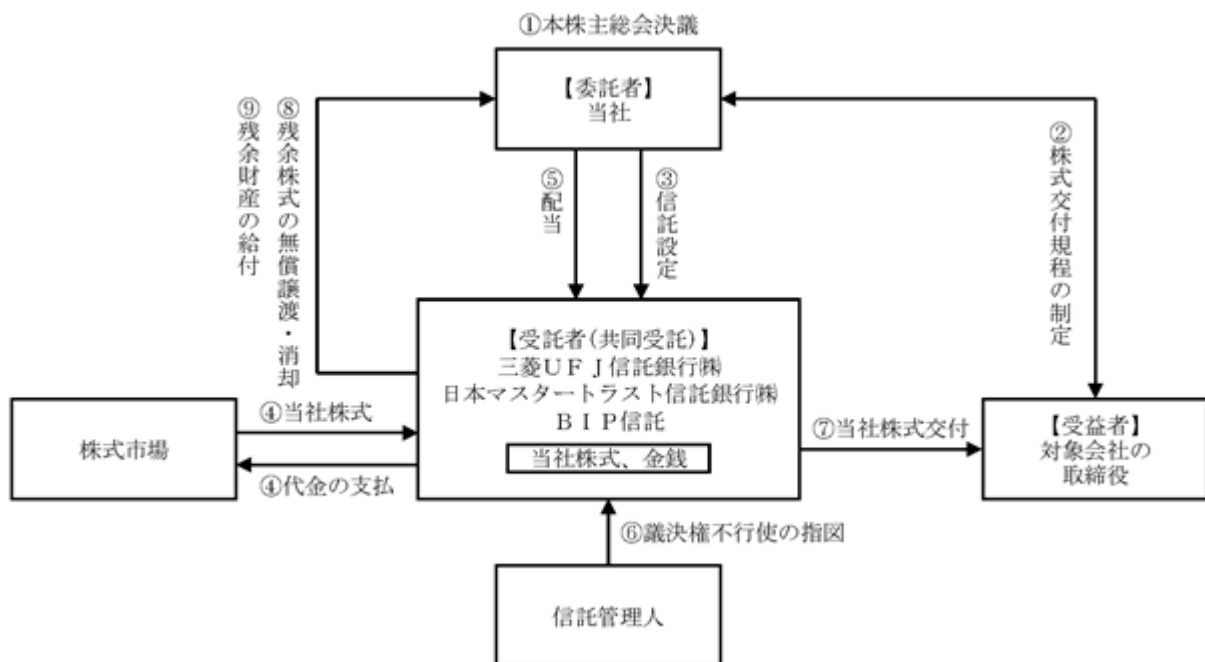 ①本株主総会決議
【委託者】
当社
⑨残余財産の給付
⑧残余株式の無償譲渡・消却
⑤配当
③信託設定
②株式交付規程の制定
【受託者(共同受託)】
三菱UFJ信託銀行㈱
日本マスタートラスト信託銀行㈱
BIP信託
当社株式、金銭
株式市場
④当社株式
④代金の支払
⑦当社株式交付
【受益者】
対象会社の
取締役
⑥議決権不行使の指図
信託管理人